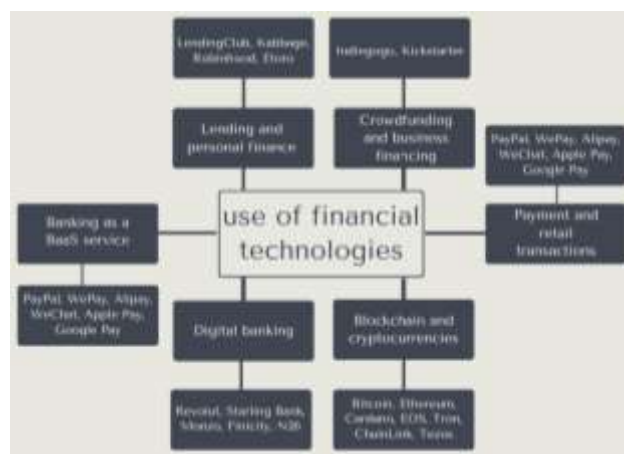 LendingClub, Kabbage,
Robinhood, Etoro
Indiegogo, Kickstarter
Lending and
personal finance
Crowdfunding
and business
financing
PayPal, WePay, Alipay,
WeChat, Apple Pay,
Google Pay
Banking as a
BaaS service
use of financial
technologies
Payment and
retail
transactions
PayPal, WePay, Alipay,
WeChat, Apple Pay,
Google Pay
Digital banking
Blockchain and
cryptocurrencies
Revolut, Starling Bank,
Monzo, Finicity, N26
Bitcoin, Ethereum,
Cardano, EOS, Tron,
ChainLink, Tezos